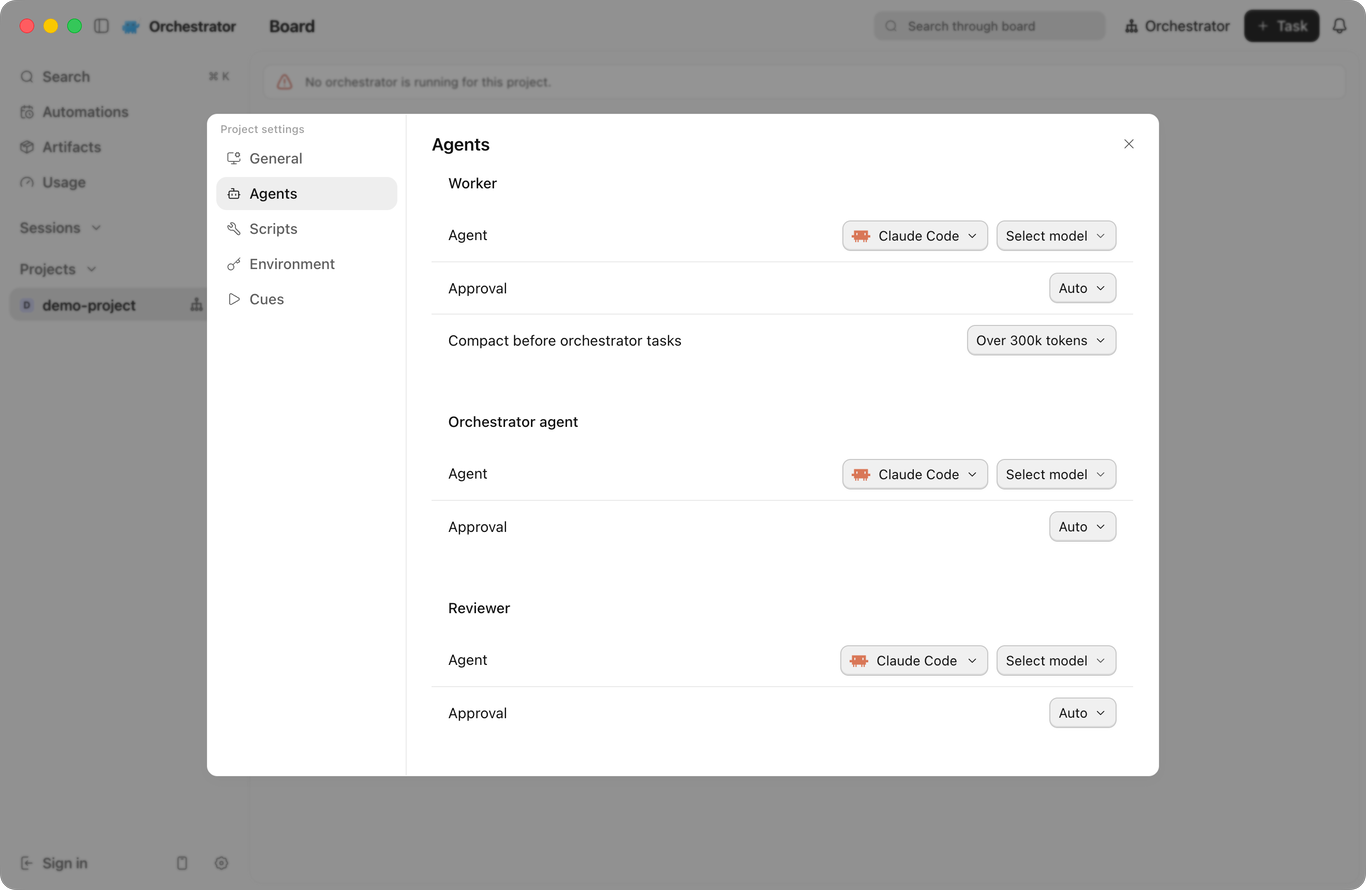 Orchestrator
Board
Search through board
Orchestrator
+ Task
Search ⌘ K
Automations
Artifacts
Usage
Sessions
Projects
D demo-project
Sign in
No orchestrator is running for this project.
Project settings
General
Agents
Scripts
Environment
Cues
Agents
Worker
Agent Claude Code Select model
Approval Auto
Compact before orchestrator tasks Over 300k tokens
Orchestrator agent
Agent Claude Code Select model
Approval Auto
Reviewer
Agent Claude Code Select model
Approval Auto